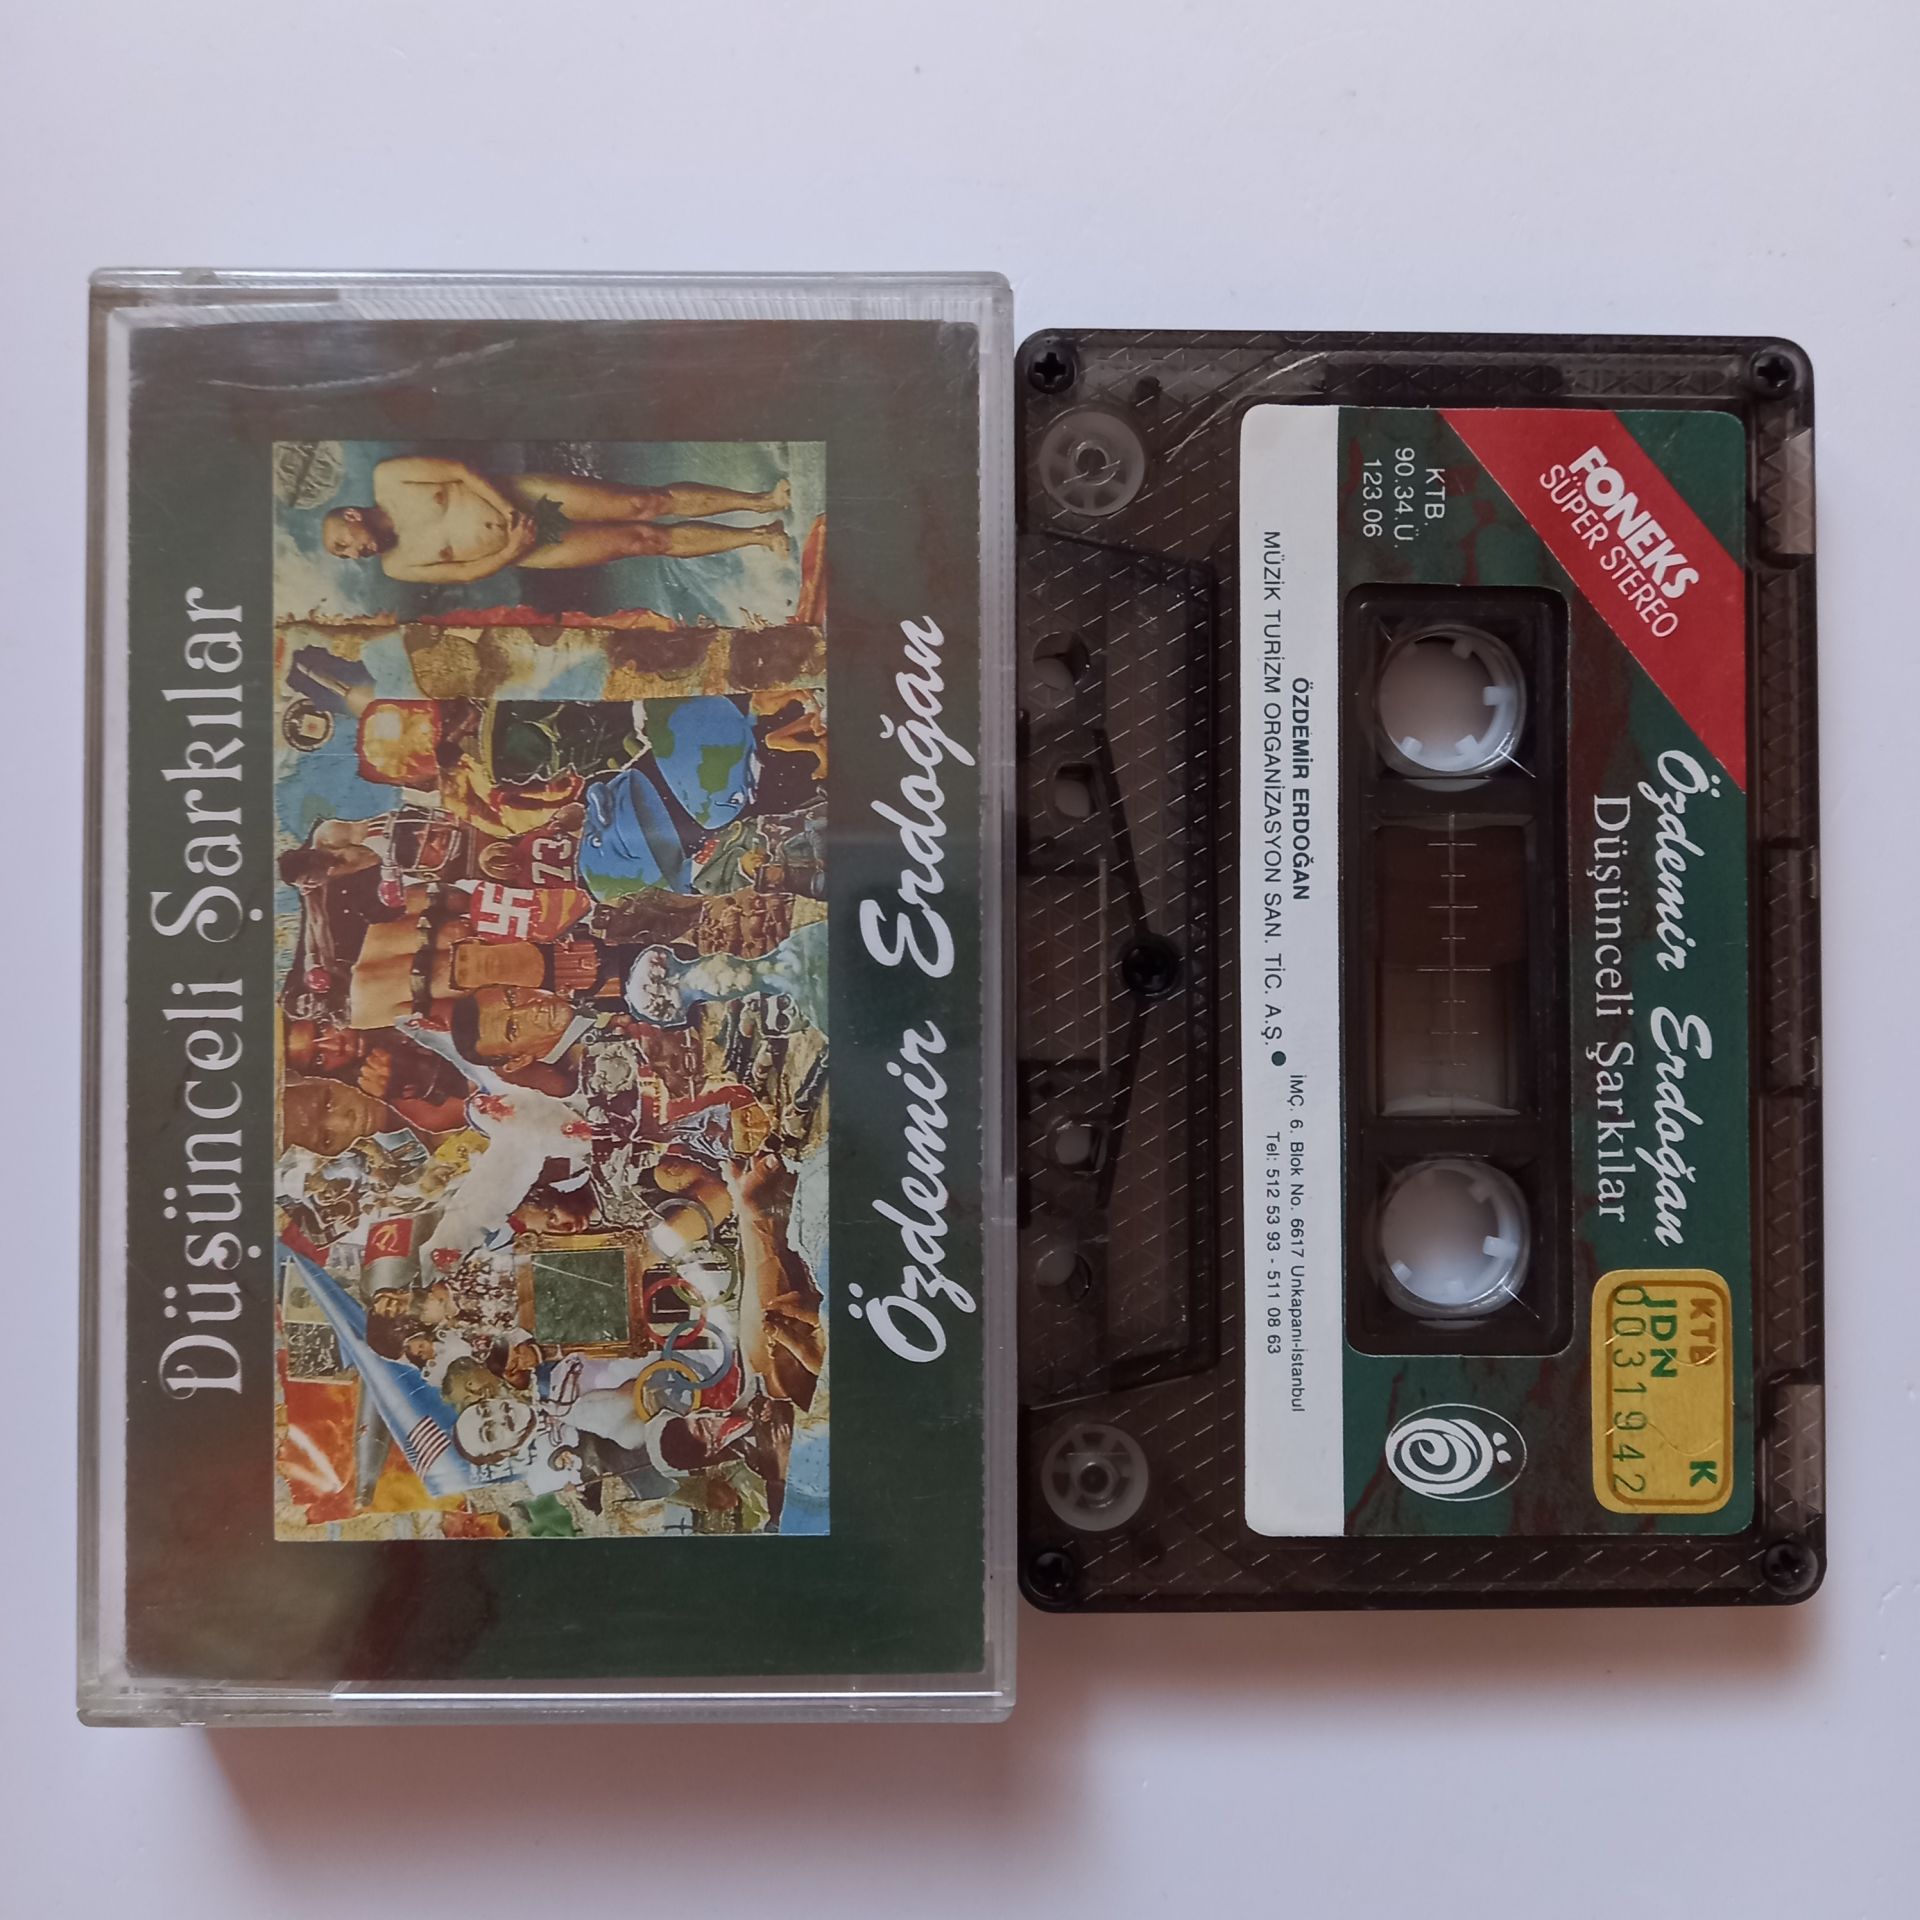 Düşünceli Şarkılar
73
Özdemir Erdoğan
FONEKS
SÜPER STEREO
Özdemir Erdoğan
Düşünceli Şarkılar
KTB K
IDN
0031942
KTB.
90.34.Ü.
123.06
ÖZDEMİR ERDOĞAN
MÜZİK TURİZM ORGANİZASYON SAN. TİC. A.Ş.
İMÇ. 6. Blok No. 6617 Unkapanı-İstanbul
Tel: 512 53 93 - 511 08 63